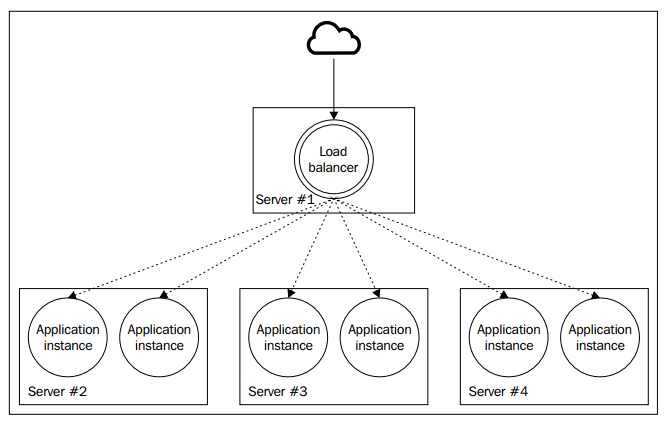 Load
balancer
Server #1
Application
instance
Application
instance
Server #2
Application
instance
Application
instance
Server #3
Application
instance
Application
instance
Server #4